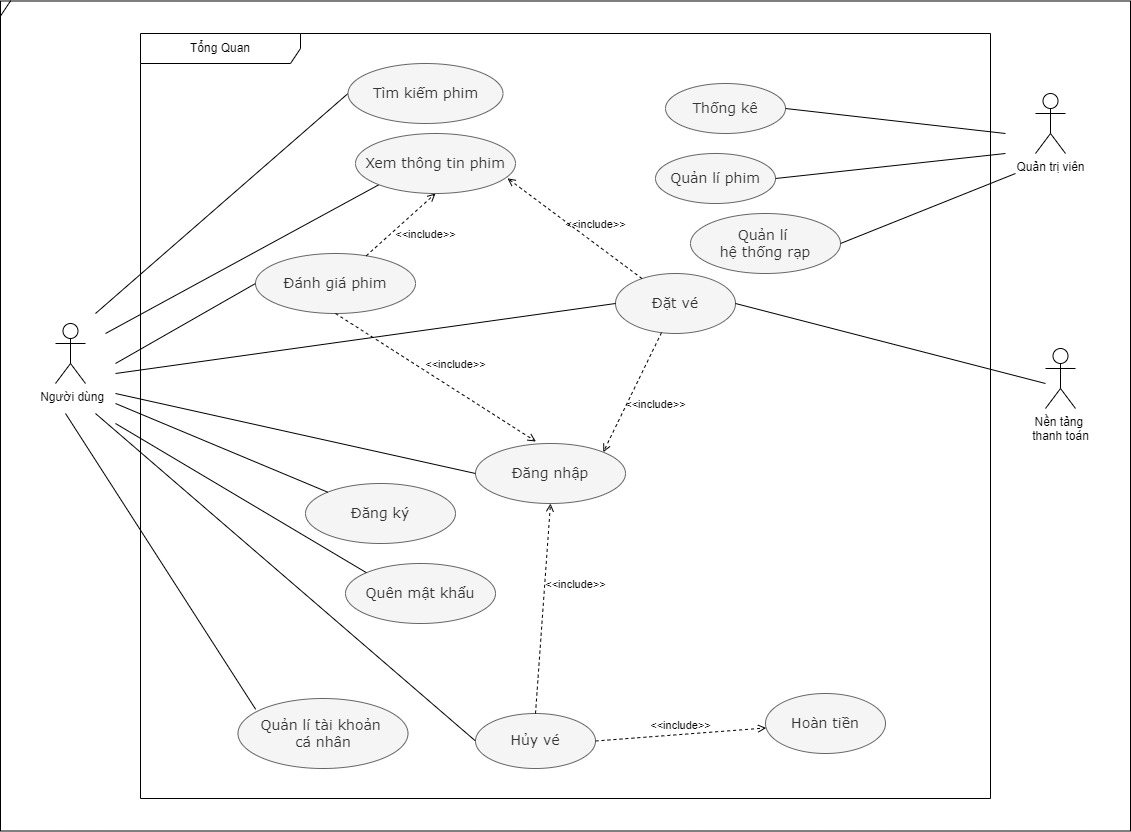 Tổng Quan
Tìm kiếm phim
Thống kê
Xem thông tin phim
Quản trị viên
Quản lí phim
<<include>>
<<include>>
Quản lí
hệ thống rạp
Đánh giá phim
Đặt vé
<<include>>
Người dùng
<<include>>
Nền tảng
thanh toán
Đăng nhập
Đăng ký
<<include>>
Quên mật khẩu
Quản lí tài khoản
cá nhân
Hủy vé
<<include>>
Hoàn tiền